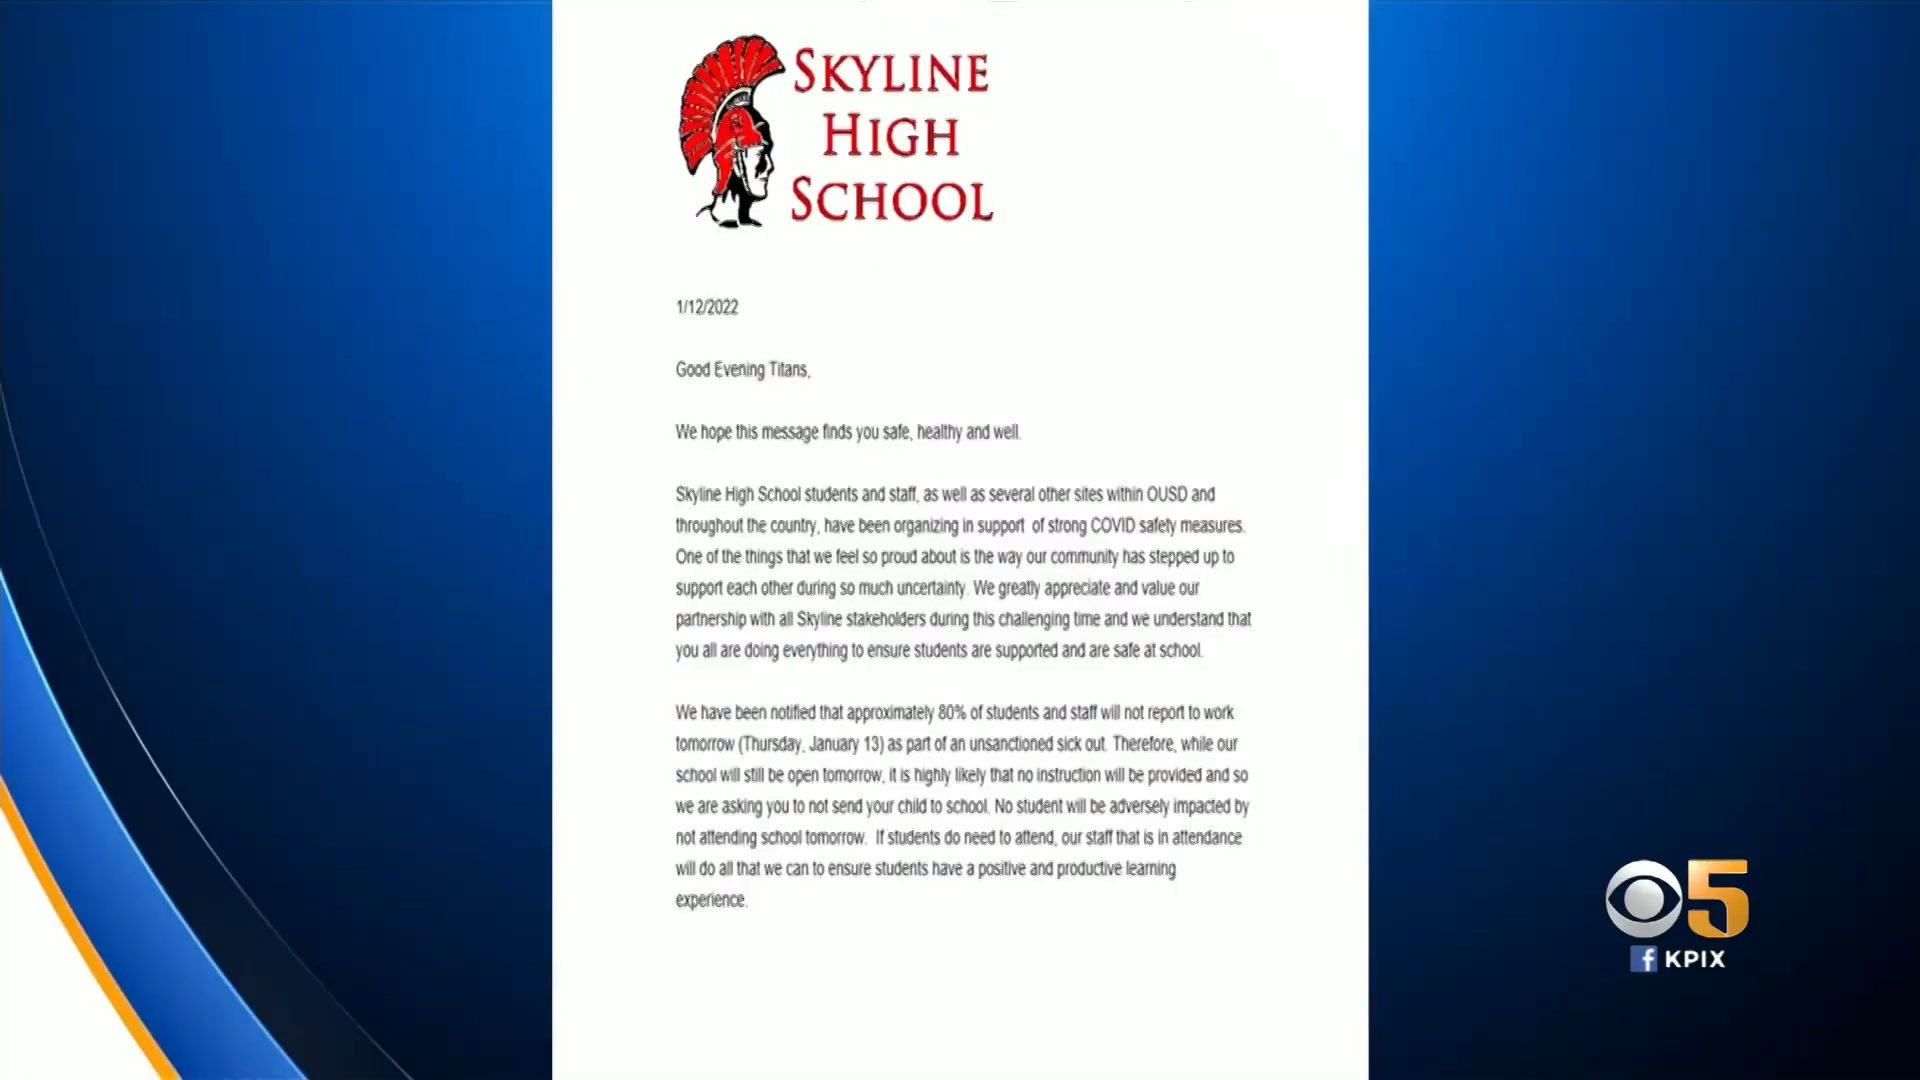 SKYLINE
HIGH
SCHOOL
1/12/2022
Good Evening Titans,
We hope this message finds you safe, healthy and well.
Skyline High School students and staff, as well as several other sites within OUSD and
throughout the country, have been organizing in support of strong COVID safety measures.
One of the things that we feel so proud about is the way our community has stepped up to
support each other during so much uncertainty. We greatly appreciate and value our
partnership with all Skyline stakeholders during this challenging time and we understand that
you all are doing everything to ensure students are supported and are safe at school.
We have been notified that approximately 80% of students and staff will not report to work
tomorrow (Thursday, January 13) as part of an unsanctioned sick out. Therefore, while our
school will still be open tomorrow, it is highly likely that no instruction will be provided and so
we are asking you to not send your child to school. No student will be adversely impacted by
not attending school tomorrow. If students do need to attend, our staff that is in attendance
will do all that we can to ensure students have a positive and productive learning
experience.
5
f KPIX